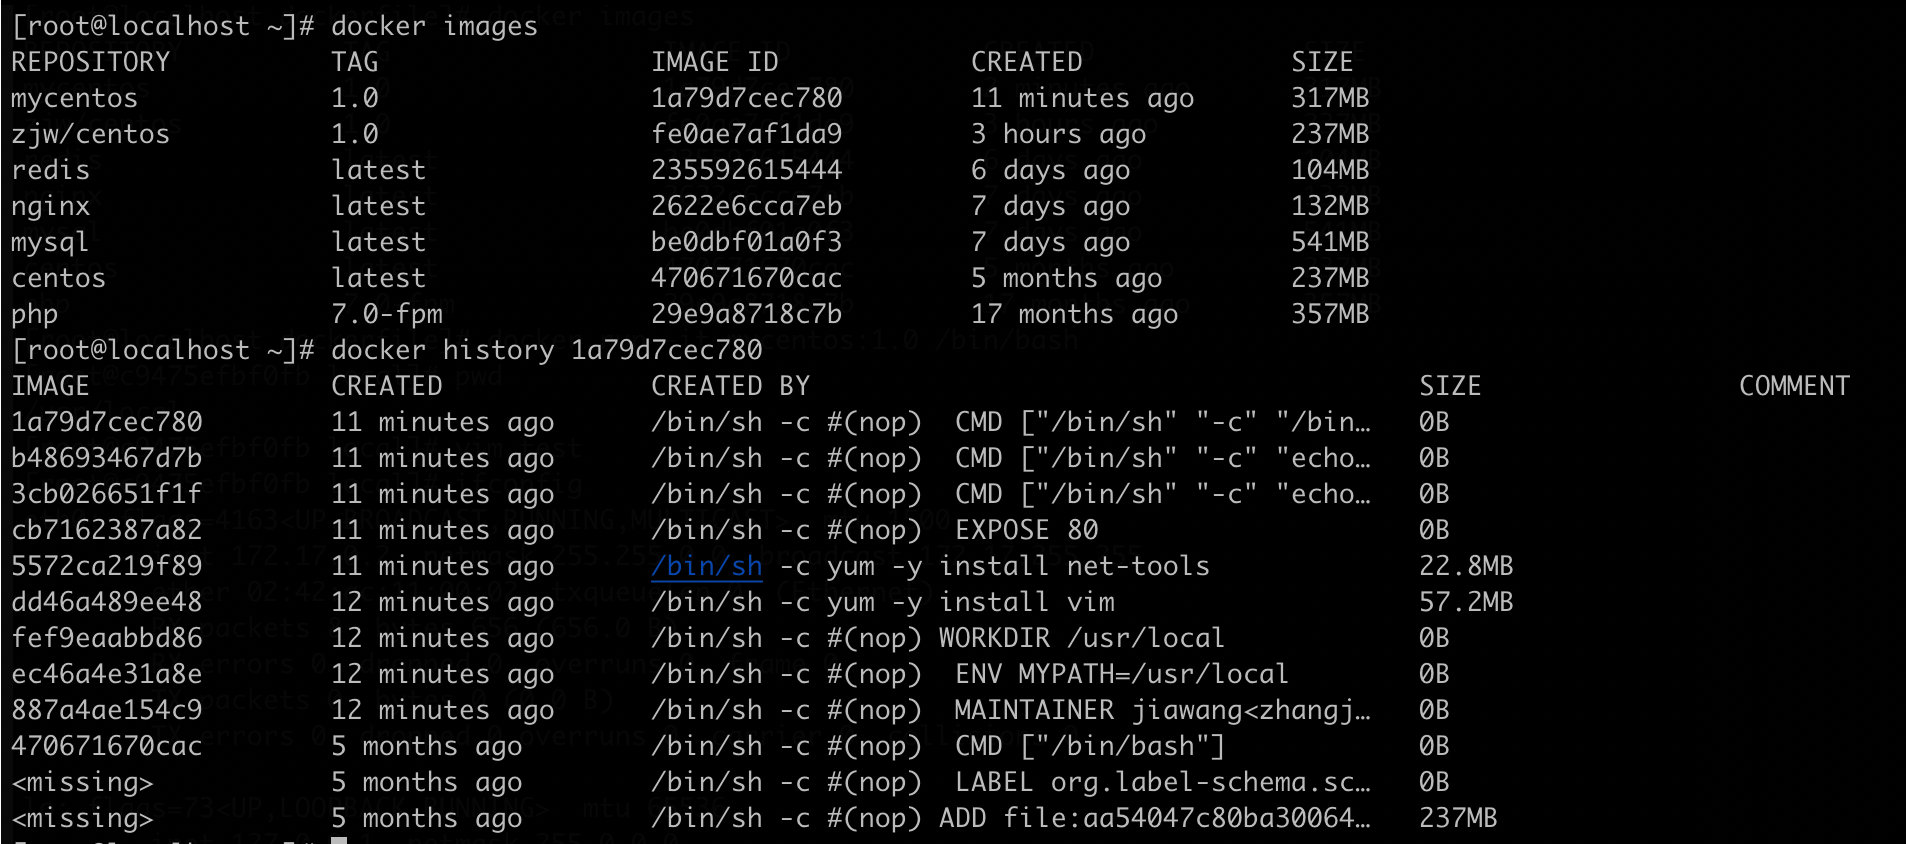 [root@localhost ~]# docker images
REPOSITORY TAG IMAGE ID CREATED SIZE
mycentos 1.0 1a79d7cec780 11 minutes ago 317MB
zjw/centos 1.0 fe0ae7af1da9 3 hours ago 237MB
redis latest 235592615444 6 days ago 104MB
nginx latest 2622e6cca7eb 7 days ago 132MB
mysql latest be0dbf01a0f3 7 days ago 541MB
centos latest 470671670cac 5 months ago 237MB
php 7.0-fpm 29e9a8718c7b 17 months ago 357MB
[root@localhost ~]# docker history 1a79d7cec780
IMAGE CREATED CREATED BY SIZE COMMENT
1a79d7cec780 11 minutes ago /bin/sh -c #(nop)  CMD ["/bin/sh" "-c" "/bin… 0B
b48693467d7b 11 minutes ago /bin/sh -c #(nop)  CMD ["/bin/sh" "-c" "echo… 0B
3cb026651f1f 11 minutes ago /bin/sh -c #(nop)  CMD ["/bin/sh" "-c" "echo… 0B
cb7162387a82 11 minutes ago /bin/sh -c #(nop)  EXPOSE 80 0B
5572ca219f89 11 minutes ago /bin/sh -c yum -y install net-tools 22.8MB
dd46a489ee48 12 minutes ago /bin/sh -c yum -y install vim 57.2MB
fef9eaabbd86 12 minutes ago /bin/sh -c #(nop) WORKDIR /usr/local 0B
ec46a4e31a8e 12 minutes ago /bin/sh -c #(nop)  ENV MYPATH=/usr/local 0B
887a4ae154c9 12 minutes ago /bin/sh -c #(nop)  MAINTAINER jiawang<zhangj… 0B
470671670cac 5 months ago /bin/sh -c #(nop)  CMD ["/bin/bash"] 0B
<missing> 5 months ago /bin/sh -c #(nop)  LABEL org.label-schema.sc… 0B
<missing> 5 months ago /bin/sh -c #(nop) ADD file:aa54047c80ba30064… 237MB